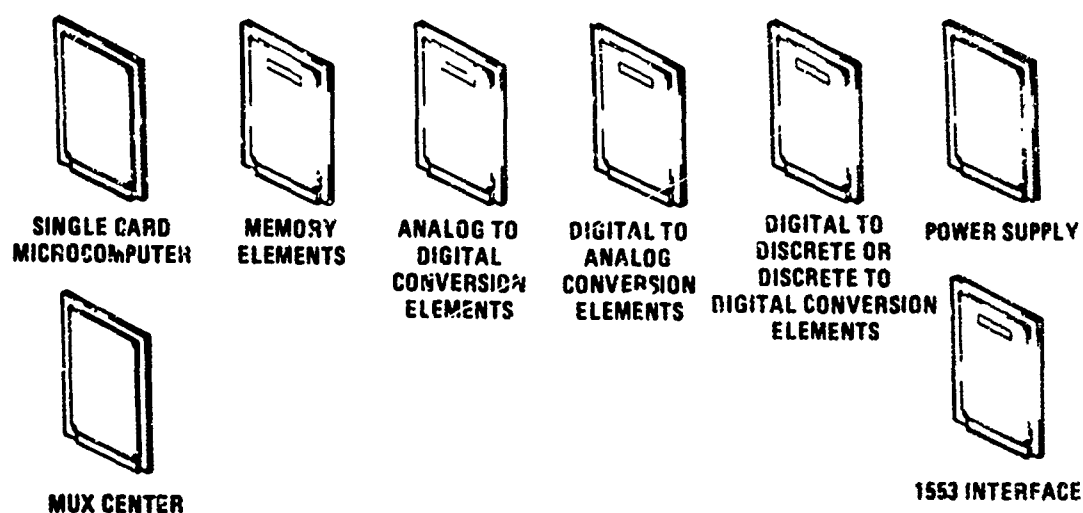 SINGLE CARD
MICROCOMPUTER
MEMORY
ELEMENTS
ANALOG TO
DIGITAL
CONVERSION
ELEMENTS
DIGITAL TO
ANALOG
CONVERSION
ELEMENTS
DIGITAL TO
DISCRETE OR
DISCRETE TO
DIGITAL CONVERSION
ELEMENTS
POWER SUPPLY
MUX CENTER
1553 INTERFACE